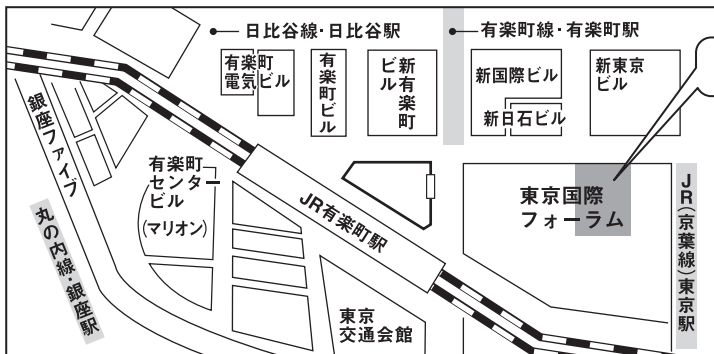 日比谷線・日比谷駅
有楽町線・有楽町駅
有楽町
電気ビル
有楽町ビル
新有楽町
ビル
新国際ビル
新日石ビル
新東京
ビル
銀座ファイブ
丸の内線・銀座駅
有楽町
センター
ビル
(マリオン)
JR有楽町駅
東京国際
フォーラム
JR(京葉線)東京駅
東京
交通会館